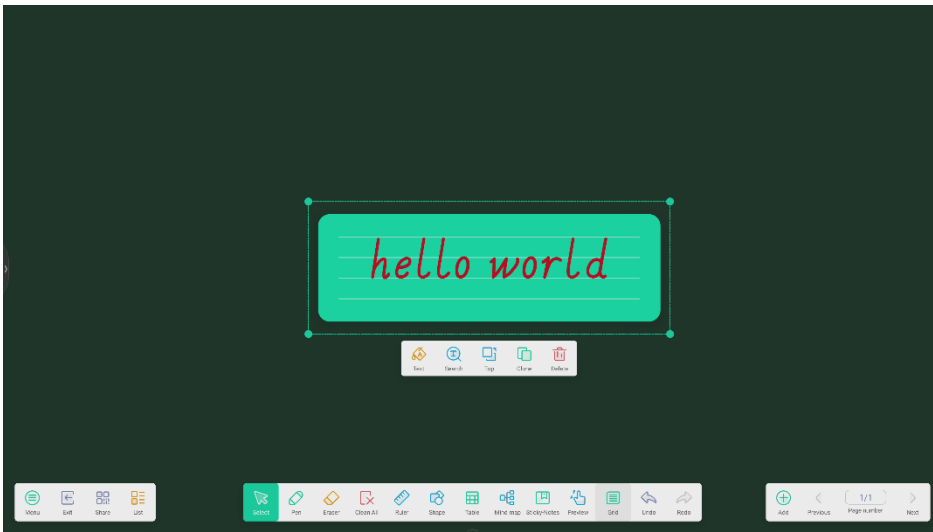 hello world
Text
Search
Top
Clone
Delete
Menu
Exit
Share
List
Select
Pen
Eraser
Clean All
Ruler
Shape
Table
Mind map
Sticky-Notes
Preview
Grid
Undo
Redo
Add
Previous
1/1
Page number
Next